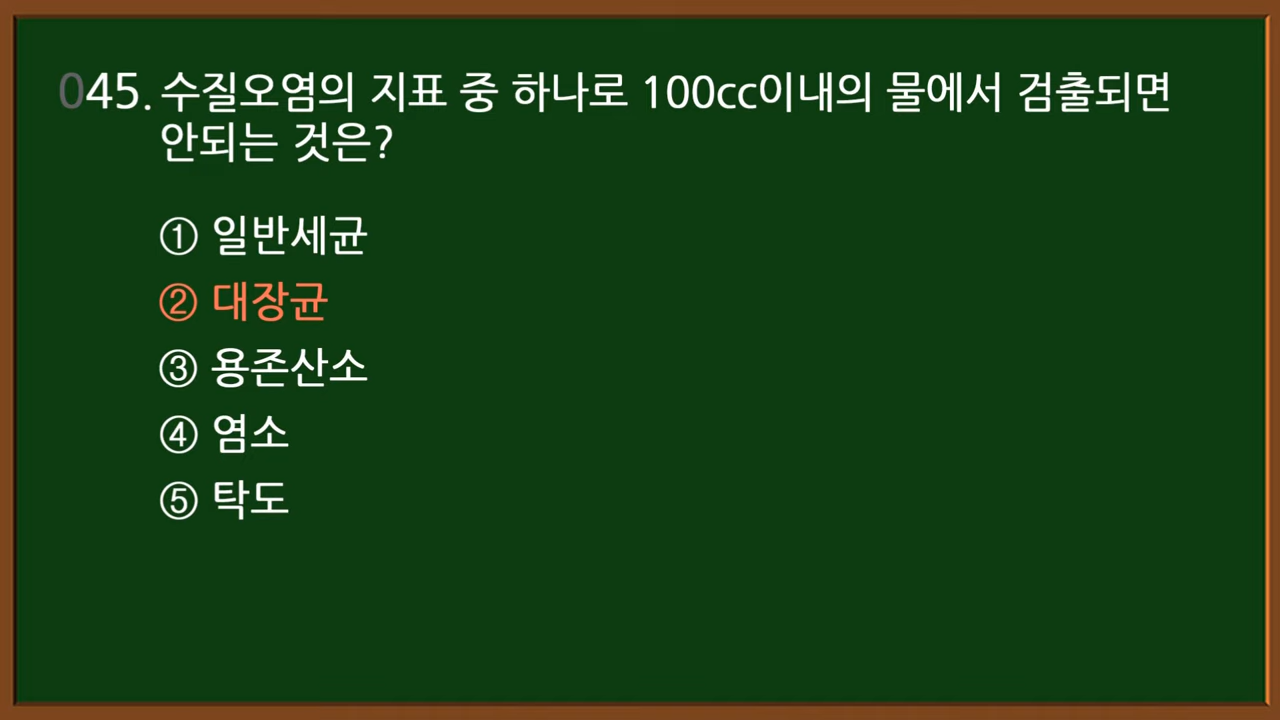 045. 수질오염의 지표 중 하나로 100cc이내의 물에서 검출되면
안되는 것은?
① 일반세균
② 대장균
③ 용존산소
④ 염소
⑤ 탁도